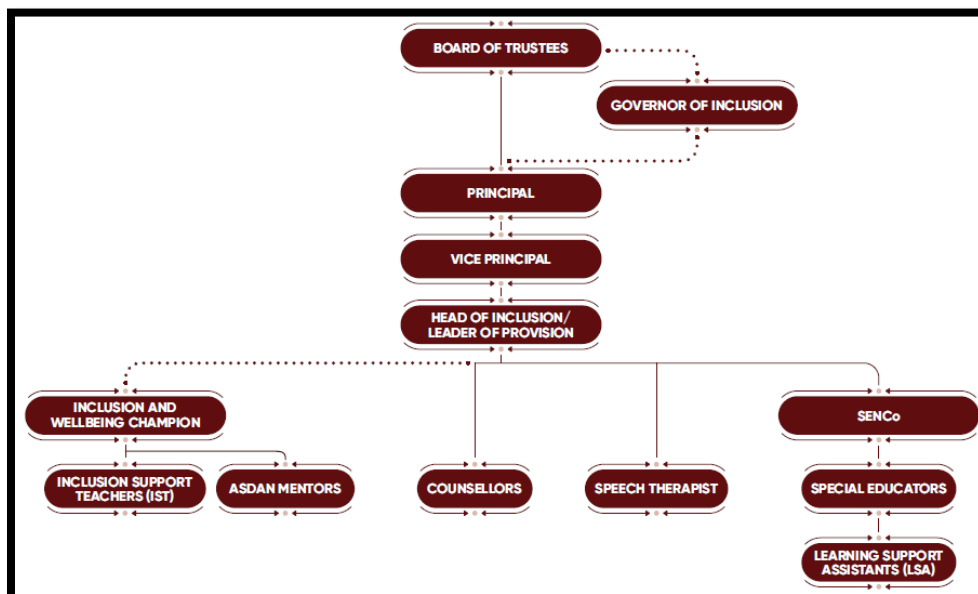 BOARD OF TRUSTEES
GOVERNOR OF INCLUSION
PRINCIPAL
VICE PRINCIPAL
HEAD OF INCLUSION/
LEADER OF PROVISION
INCLUSION AND
WELLBEING CHAMPION
SENCo
INCLUSION SUPPORT
TEACHERS (IST)
ASDAN MENTORS
COUNSELLORS
SPEECH THERAPIST
SPECIAL EDUCATORS
LEARNING SUPPORT
ASSISTANTS (LSA)